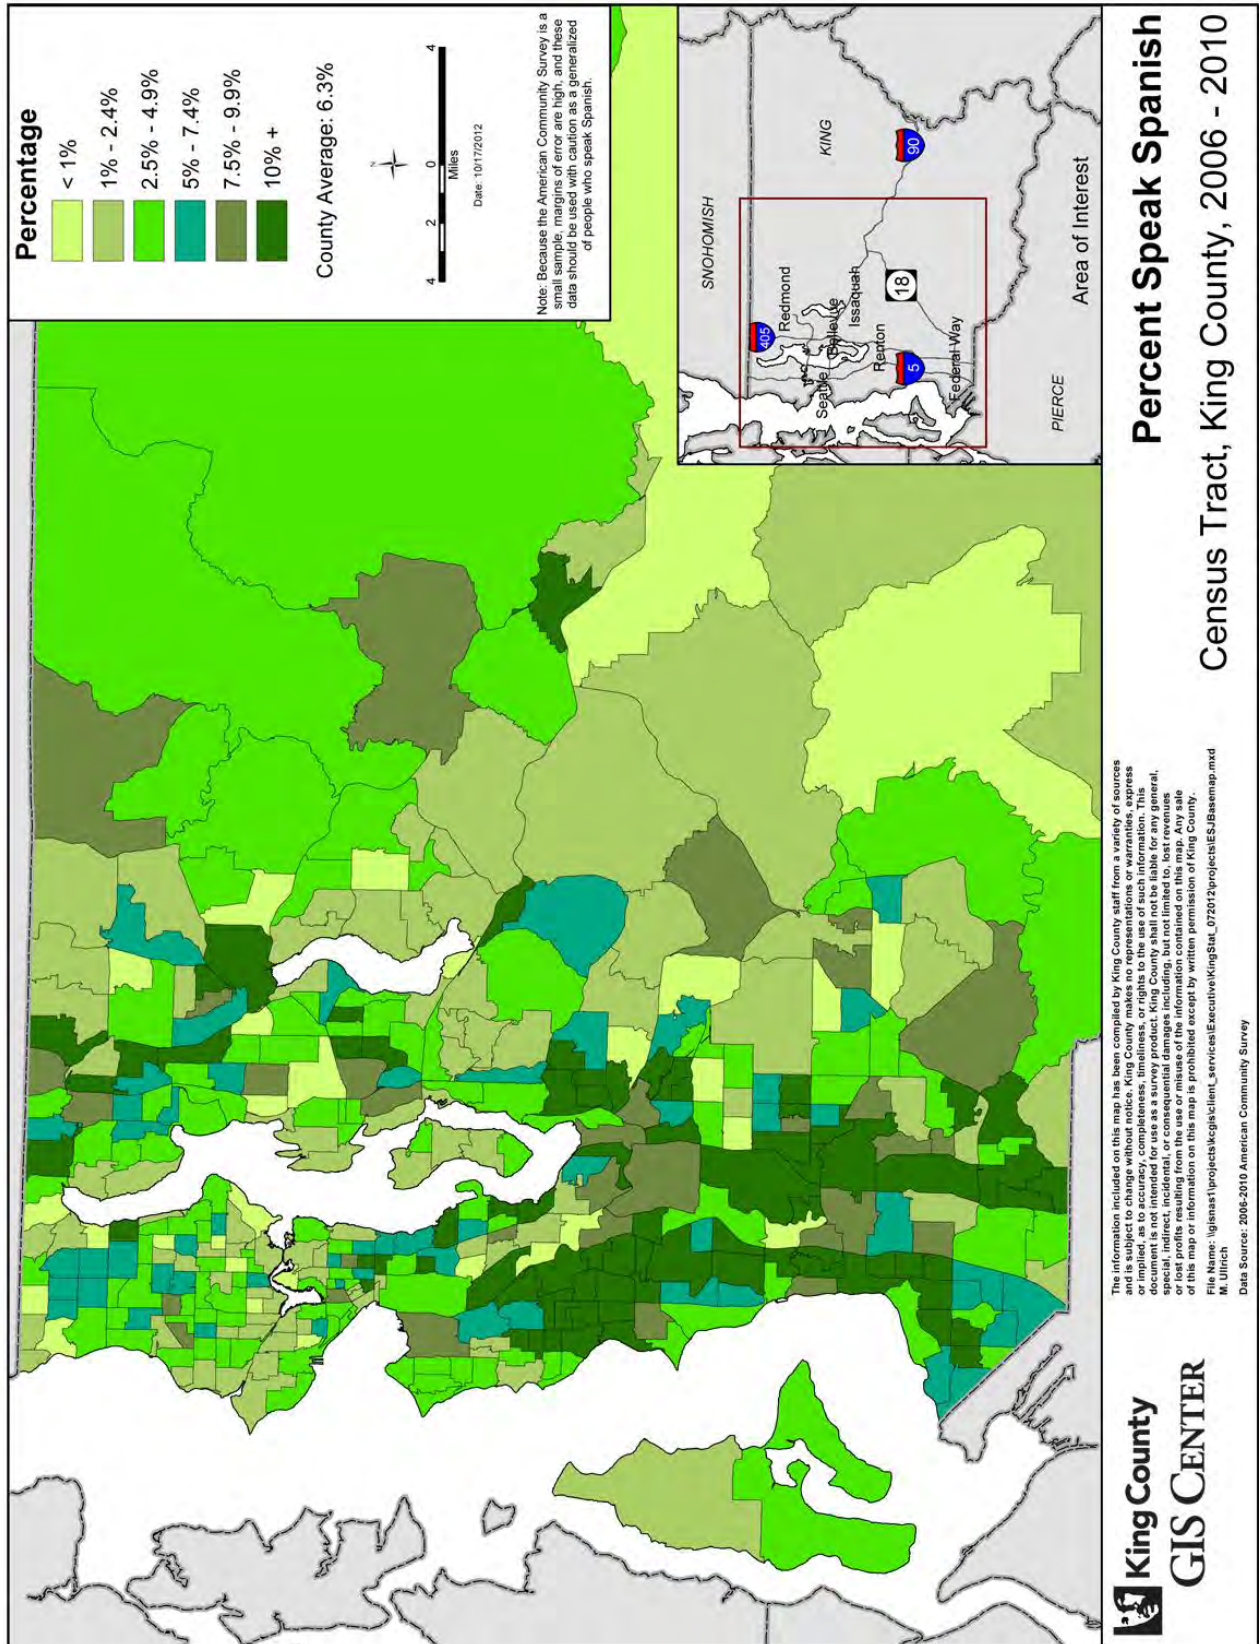 Percentage
< 1%
1% - 2.4%
2.5% - 4.9%
5% - 7.4%
7.5% - 9.9%
10% +
County Average: 6.3%
N
4 2 0 4
Miles
Date: 10/17/2012
Note: Because the American Community Survey is a
small sample, margins of error are high, and these
data should be used with caution as a generalized
of people who speak Spanish.
SNOHOMISH
KING
405
Redmond
Seattle
Bellevue
Issaquah
90
Renton
18
5
Federal Way
PIERCE
Area of Interest
King County
GIS CENTER
The information included on this map has been compiled by King County staff from a variety of sources
and is subject to change without notice. King County makes no representations or warranties, express
or implied, as to accuracy, completeness, timeliness, or rights to the use of such information. This
document is not intended for use as a survey product. King County shall not be liable for any general,
special, indirect, incidental, or consequential damages including, but not limited to, lost revenues
or lost profits resulting from the use or misuse of the information contained on this map. Any sale
of this map or information on this map is prohibited except by written permission of King County.
File Name: \\gisnas1\projects\kcgis\client_services\Executive\KingStat_072012\projects\ESJBasemap.mxd
M. Ullrich
Data Source: 2006-2010 American Community Survey
Percent Speak Spanish
Census Tract, King County, 2006 - 2010